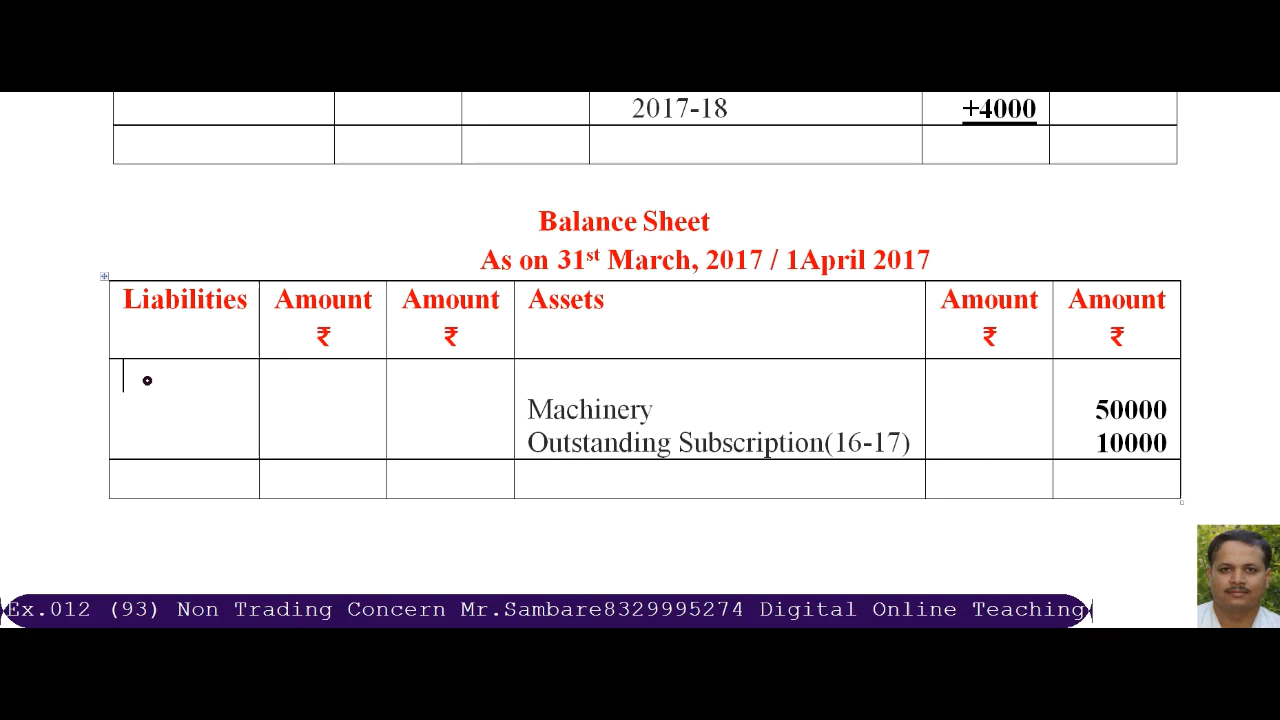 2017-18 +4000
Balance Sheet
As on 31st March, 2017 / 1April 2017
Liabilities Amount Amount Assets Amount Amount
₹ ₹ ₹ ₹
Machinery 50000
Outstanding Subscription(16-17) 10000
Ex.012 (93) Non Trading Concern Mr.Sambare8329995274 Digital Online Teaching